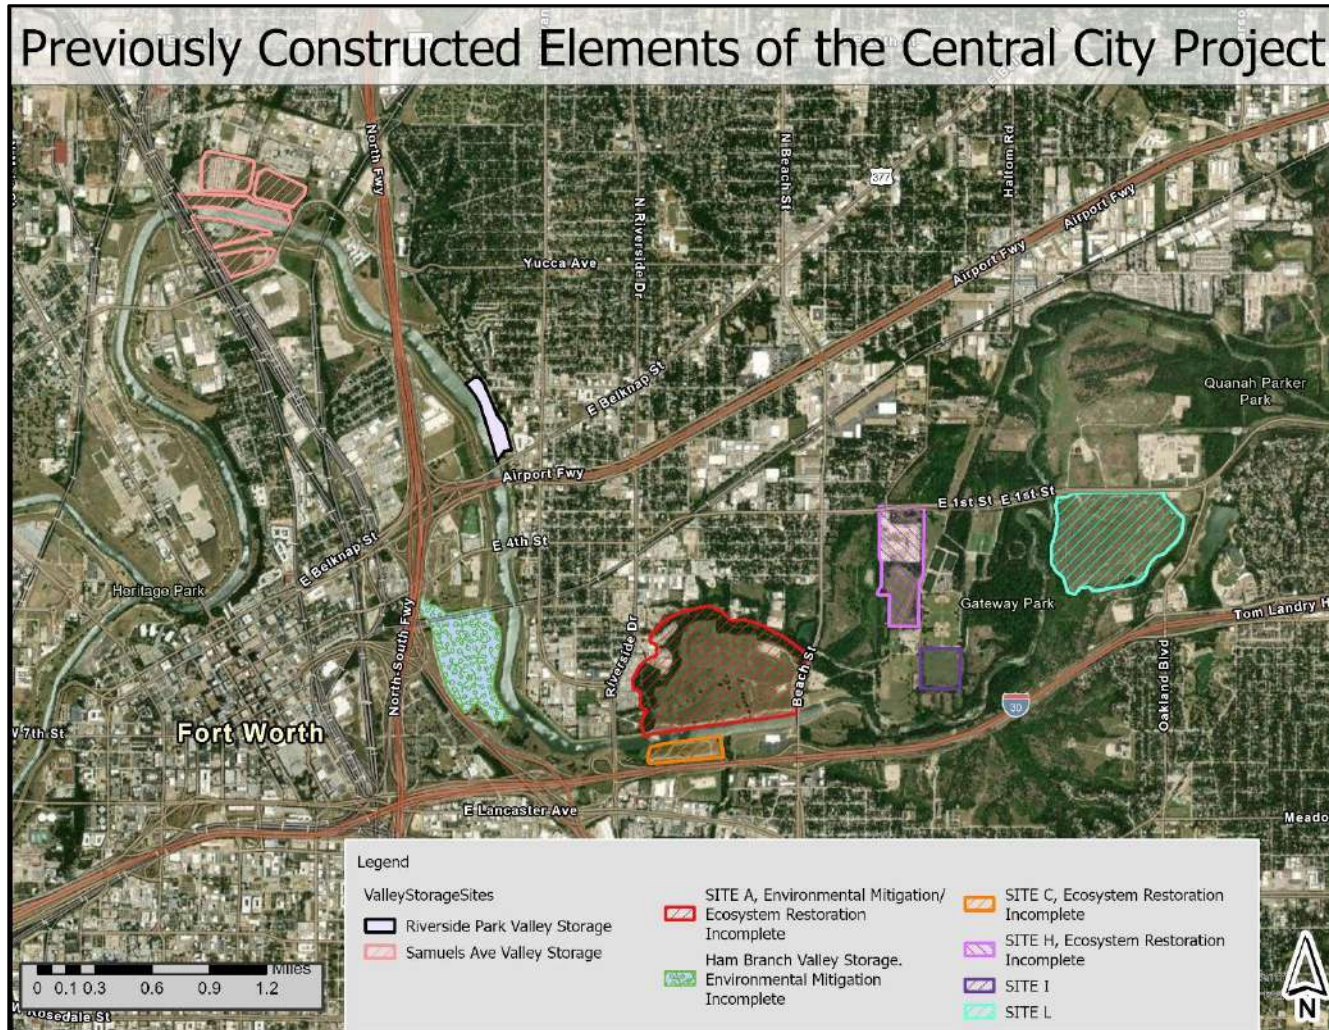 Previously Constructed Elements of the Central City Project
North Fwy
N Beach St
377
Haltom Rd
Airport Fwy
Airport Fwy
N Riverside Dr
Yucca Ave
E Belknap St
Quanah Parker
Park
Airport Fwy
E 1st St
E 1st St
E 4th St
E Belknap St
Heritage Park
Gateway Park
Tom Landry H
North-South Fwy
Riverside Dr
Beach St
Oakland Blvd
30
W 7th St
Fort Worth
E Lancaster Ave
Meado
Legend
ValleyStorageSites
Riverside Park Valley Storage
Samuels Ave Valley Storage
SITE A, Environmental Mitigation/
Ecosystem Restoration
Incomplete
Ham Branch Valley Storage.
Environmental Mitigation
Incomplete
SITE C, Ecosystem Restoration
Incomplete
SITE H, Ecosystem Restoration
Incomplete
SITE I
SITE L
Miles
0 0.1 0.3 0.6 0.9 1.2
W Rosedale St
N